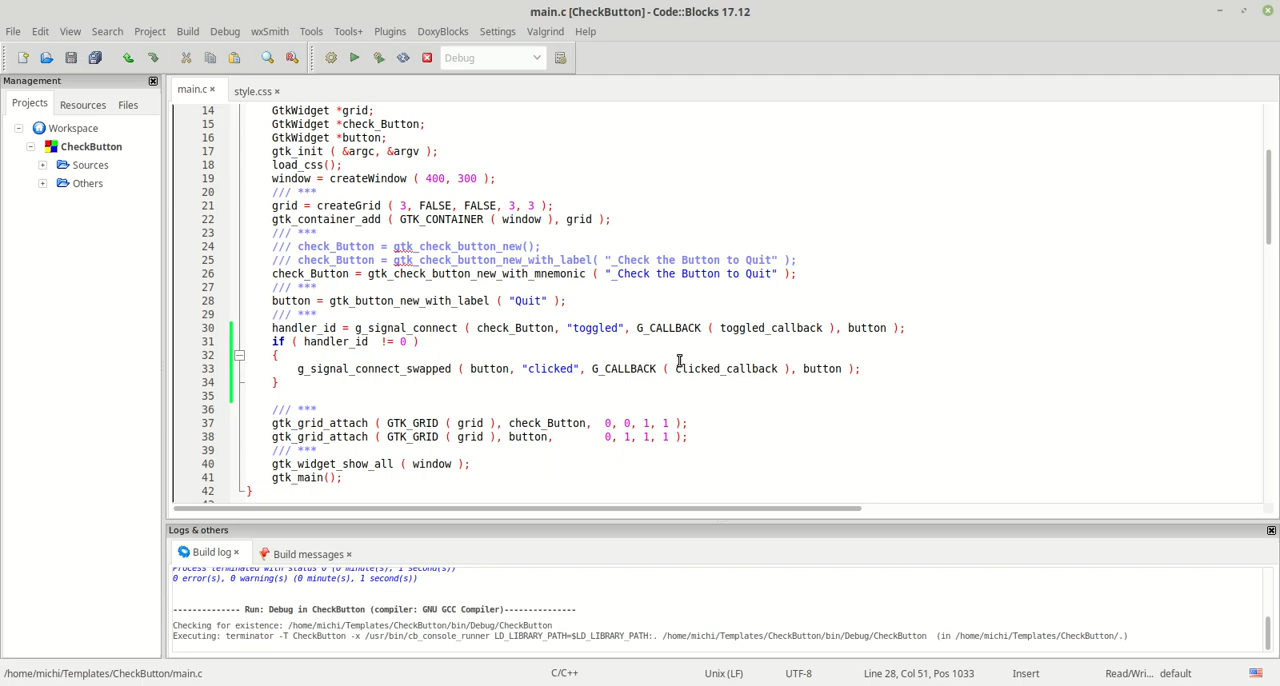 main.c [CheckButton] - Code::Blocks 17.12
File Edit View Search Project Build Debug wxSmith Tools Tools+ Plugins DoxyBlocks Settings Valgrind Help
Debug
Management
Projects Resources Files
Workspace
CheckButton
Sources
Others
main.c style.css
14 GtkWidget *grid;
15 GtkWidget *check_Button;
16 GtkWidget *button;
17 gtk_init ( &argc, &argv );
18 load_css();
19 window = createWindow ( 400, 300 );
20 /// ***
21 grid = createGrid ( 3, FALSE, FALSE, 3, 3 );
22 gtk_container_add ( GTK_CONTAINER ( window ), grid );
23 /// ***
24 /// check_Button = gtk_check_button_new();
25 /// check_Button = gtk_check_button_new_with_label( "_Check the Button to Quit" );
26 check_Button = gtk_check_button_new_with_mnemonic ( "_Check the Button to Quit" );
27 /// ***
28 button = gtk_button_new_with_label ( "Quit" );
29 /// ***
30 handler_id = g_signal_connect ( check_Button, "toggled", G_CALLBACK ( toggled_callback ), button );
31 if ( handler_id != 0 )
32 {
33 g_signal_connect_swapped ( button, "clicked", G_CALLBACK ( clicked_callback ), button );
34 }
35
36 /// ***
37 gtk_grid_attach ( GTK_GRID ( grid ), check_Button, 0, 0, 1, 1 );
38 gtk_grid_attach ( GTK_GRID ( grid ), button, 0, 1, 1, 1 );
39 /// ***
40 gtk_widget_show_all ( window );
41 gtk_main();
42 }
Logs & others
Build log Build messages
Process terminated with status 0 (0 minute(s), 1 second(s))
0 error(s), 0 warning(s) (0 minute(s), 1 second(s))
-------------- Run: Debug in CheckButton (compiler: GNU GCC Compiler)---------------
Checking for existence: /home/michi/Templates/CheckButton/bin/Debug/CheckButton
Executing: terminator -T CheckButton -x /usr/bin/cb_console_runner LD_LIBRARY_PATH=$LD_LIBRARY_PATH:. /home/michi/Templates/CheckButton/bin/Debug/CheckButton (in /home/michi/Templates/CheckButton/.)
/home/michi/Templates/CheckButton/main.c C/C++ Unix (LF) UTF-8 Line 28, Col 51, Pos 1033 Insert Read/Wri... default